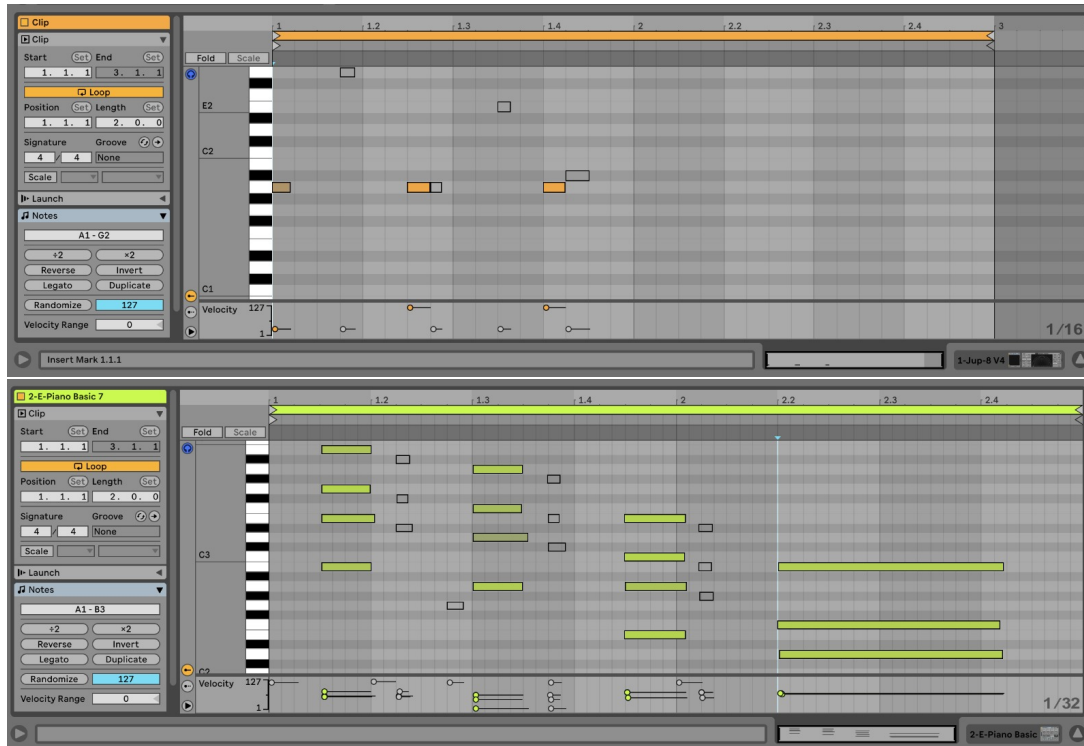 Clip
1 1.2 1.3 1.4 2 2.2 2.3 2.4 3
Clip
Start Set End Set
1. 1. 1 3. 1. 1
Fold Scale
Loop
Position Set Length Set
1. 1. 1 2. 0. 0
E2
Signature Groove
4 / 4 None
C2
Scale
Launch
Notes
A1 - G2
÷2 ×2
Reverse Invert
Legato Duplicate
C1
Randomize 127
Velocity 127
Velocity Range 0
1
1/16
Insert Mark 1.1.1
1-Jup-8 V4
2-E-Piano Basic 7
1 1.2 1.3 1.4 2 2.2 2.3 2.4
Clip
Start Set End Set
1. 1. 1 3. 1. 1
Fold Scale
Loop
Position Set Length Set
1. 1. 1 2. 0. 0
Signature Groove
4 / 4 None
Scale
C3
Launch
Notes
A1 - B3
÷2 ×2
Reverse Invert
Legato Duplicate
C2
Randomize 127
Velocity 127
Velocity Range 0
1
1/32
2-E-Piano Basic